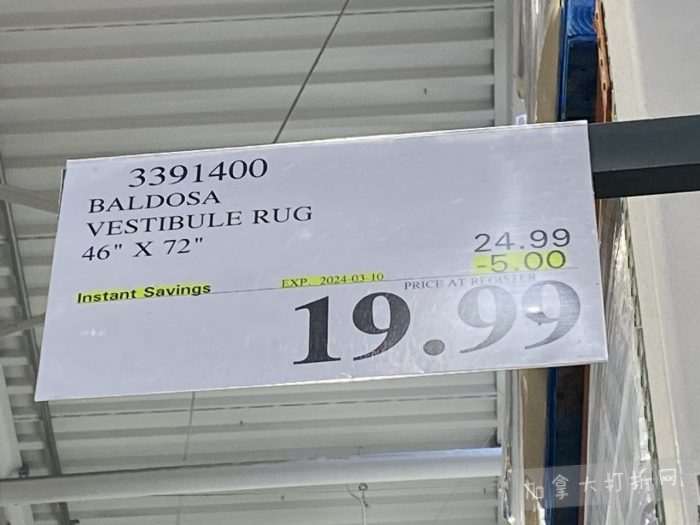 3391400
BALDOSA
VESTIBULE RUG
46" X 72"
24.99
-5.00
Instant Savings
EXP. 2024-03-10
PRICE AT REGISTER
19.99
加拿大打折网